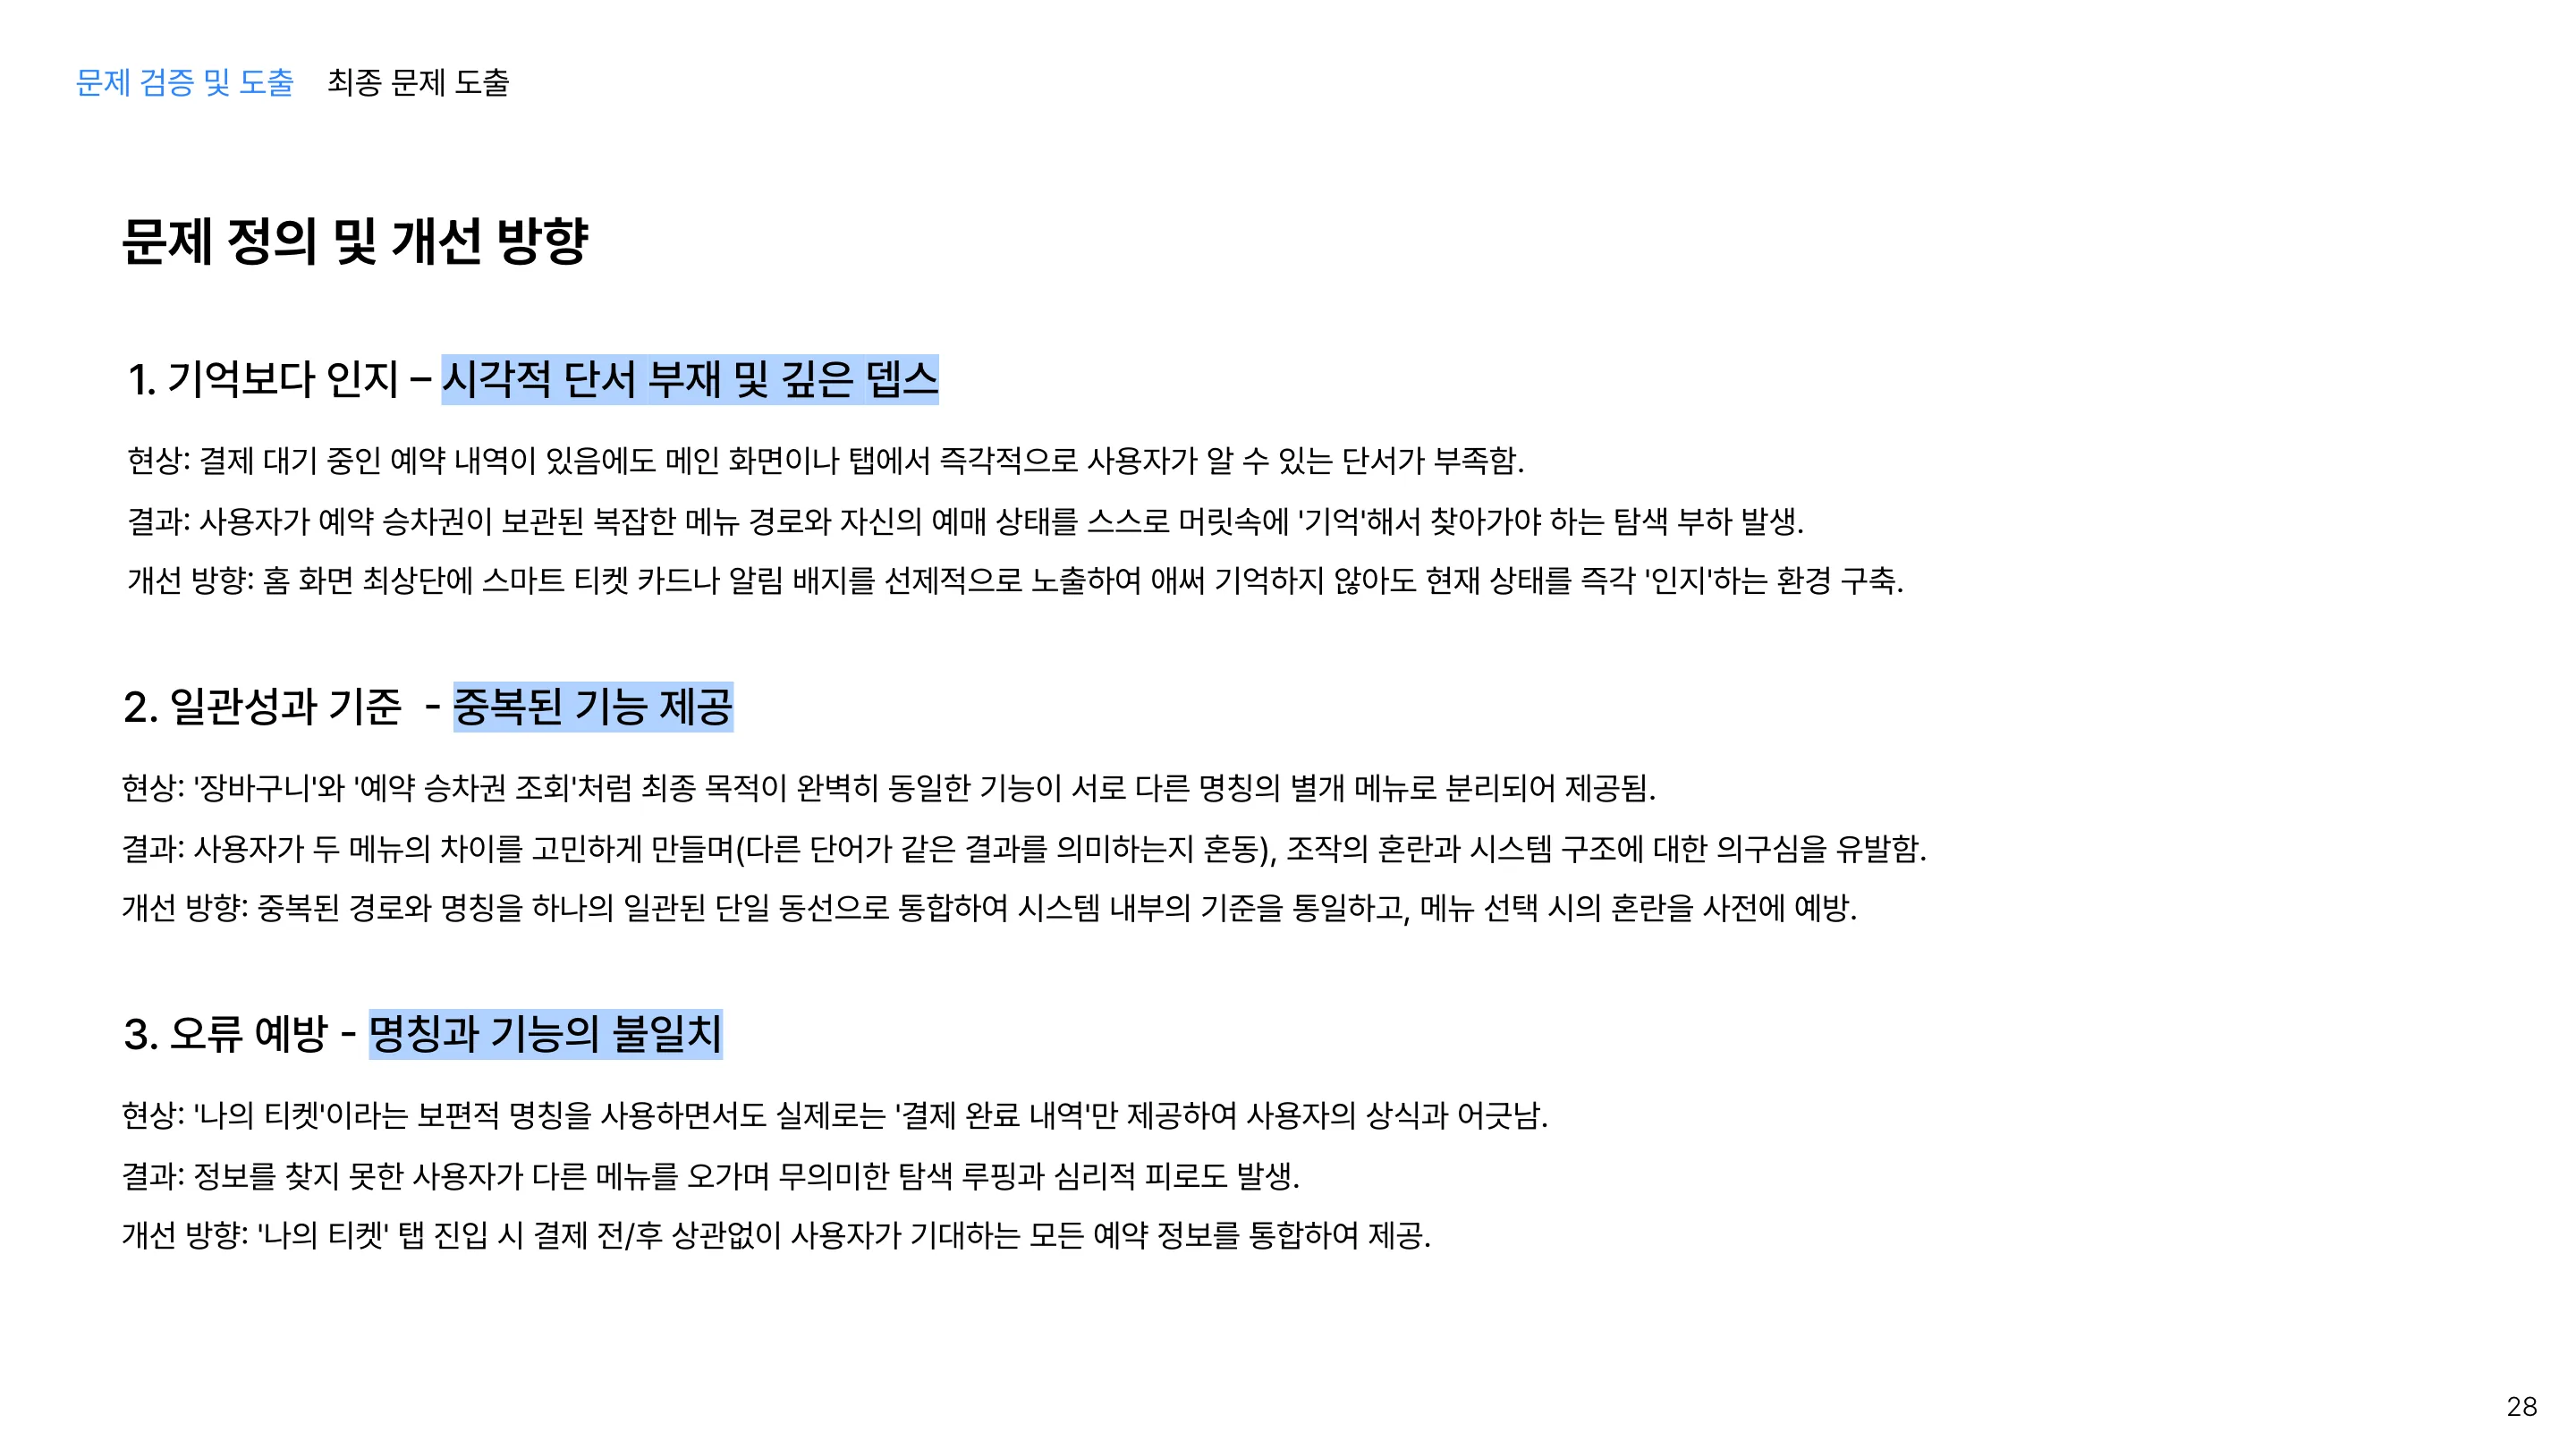 문제 검증 및 도출 최종 문제 도출
문제 정의 및 개선 방향
1. 기억보다 인지 – 시각적 단서 부재 및 깊은 뎁스
현상: 결제 대기 중인 예약 내역이 있음에도 메인 화면이나 탭에서 즉각적으로 사용자가 알 수 있는 단서가 부족함.
결과: 사용자가 예약 승차권이 보관된 복잡한 메뉴 경로와 자신의 예매 상태를 스스로 머릿속에 '기억'해서 찾아가야 하는 탐색 부하 발생.
개선 방향: 홈 화면 최상단에 스마트 티켓 카드나 알림 배지를 선제적으로 노출하여 애써 기억하지 않아도 현재 상태를 즉각 '인지'하는 환경 구축.
2. 일관성과 기준 - 중복된 기능 제공
현상: '장바구니'와 '예약 승차권 조회'처럼 최종 목적이 완벽히 동일한 기능이 서로 다른 명칭의 별개 메뉴로 분리되어 제공됨.
결과: 사용자가 두 메뉴의 차이를 고민하게 만들며(다른 단어가 같은 결과를 의미하는지 혼동), 조작의 혼란과 시스템 구조에 대한 의구심을 유발함.
개선 방향: 중복된 경로와 명칭을 하나의 일관된 단일 동선으로 통합하여 시스템 내부의 기준을 통일하고, 메뉴 선택 시의 혼란을 사전에 예방.
3. 오류 예방 - 명칭과 기능의 불일치
현상: '나의 티켓'이라는 보편적 명칭을 사용하면서도 실제로는 '결제 완료 내역'만 제공하여 사용자의 상식과 어긋남.
결과: 정보를 찾지 못한 사용자가 다른 메뉴를 오가며 무의미한 탐색 루핑과 심리적 피로도 발생.
개선 방향: '나의 티켓' 탭 진입 시 결제 전/후 상관없이 사용자가 기대하는 모든 예약 정보를 통합하여 제공.
28